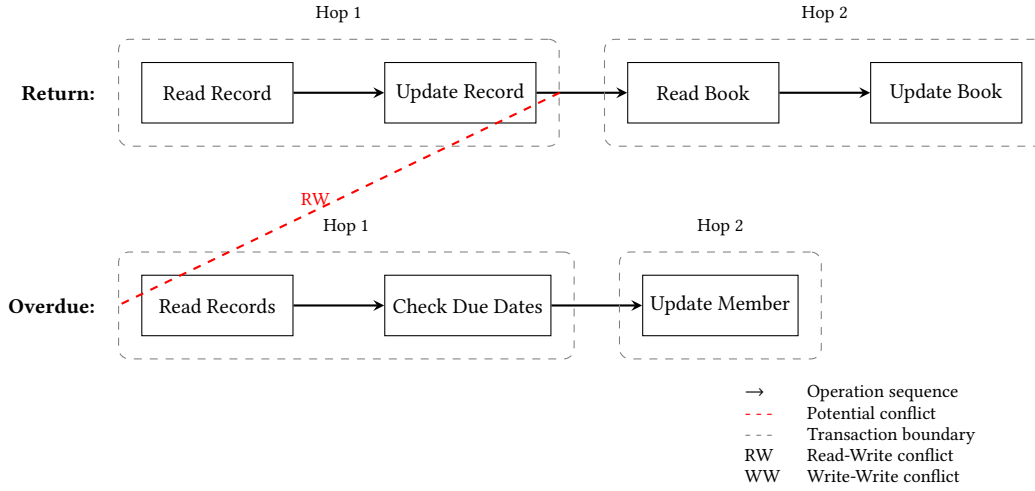 Hop 1
Hop 2
Return:
Read Record
Update Record
Read Book
Update Book
RW
Hop 1
Hop 2
Overdue:
Read Records
Check Due Dates
Update Member
→ Operation sequence
Potential conflict
Transaction boundary
RW Read-Write conflict
WW Write-Write conflict